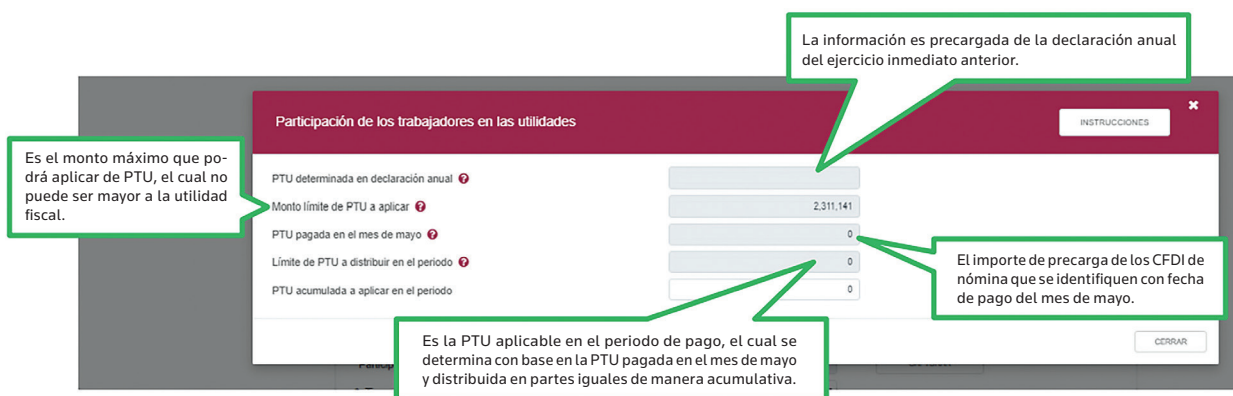 La información es precargada de la declaración anual
del ejercicio inmediato anterior.
Participación de los trabajadores en las utilidades
INSTRUCCIONES
Es el monto máximo que po-
drá aplicar de PTU, el cual no
puede ser mayor a la utilidad
fiscal.
PTU determinada en declaración anual
Monto límite de PTU a aplicar 2,311,141
PTU pagada en el mes de mayo 0
Límite de PTU a distribuir en el periodo 0
PTU acumulada a aplicar en el periodo 0
El importe de precarga de los CFDI de
nómina que se identifiquen con fecha
de pago del mes de mayo.
Es la PTU aplicable en el periodo de pago, el cual se
determina con base en la PTU pagada en el mes de mayo
y distribuida en partes iguales de manera acumulativa.
CERRAR